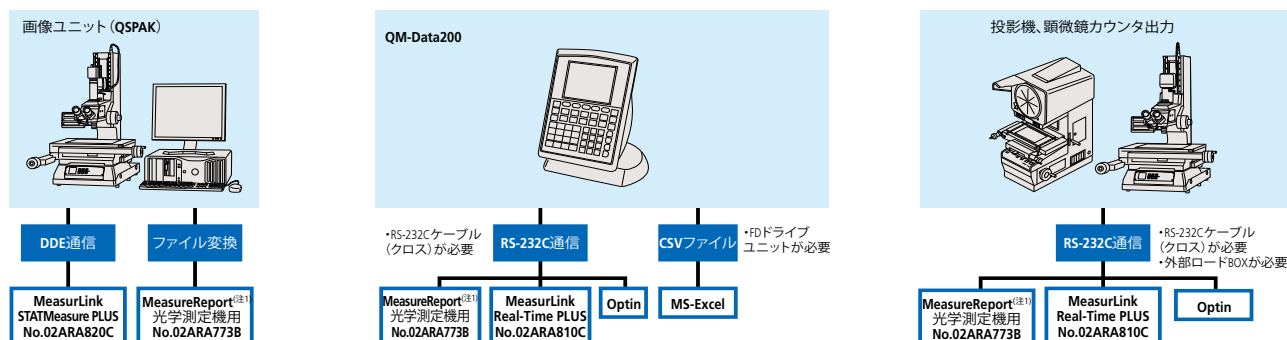 画像ユニット（QSPAK）
DDE通信
ファイル変換
MeasurLink
STATMeasure PLUS
No.02ARA820C
MeasureReport(注1)
光学測定機用
No.02ARA773B
QM-Data200
・RS-232Cケーブル
（クロス）が必要
RS-232C通信
CSVファイル
・FDドライブ
ユニットが必要
MeasureReport(注1)
光学測定機用
No.02ARA773B
MeasurLink
Real-Time PLUS
No.02ARA810C
Optin
MS-Excel
投影機、顕微鏡カウンタ出力
RS-232C通信
・RS-232Cケーブル
（クロス）が必要
・外部ロードBOXが必要
MeasureReport(注1)
光学測定機用
No.02ARA773B
MeasurLink
Real-Time PLUS
No.02ARA810C
Optin